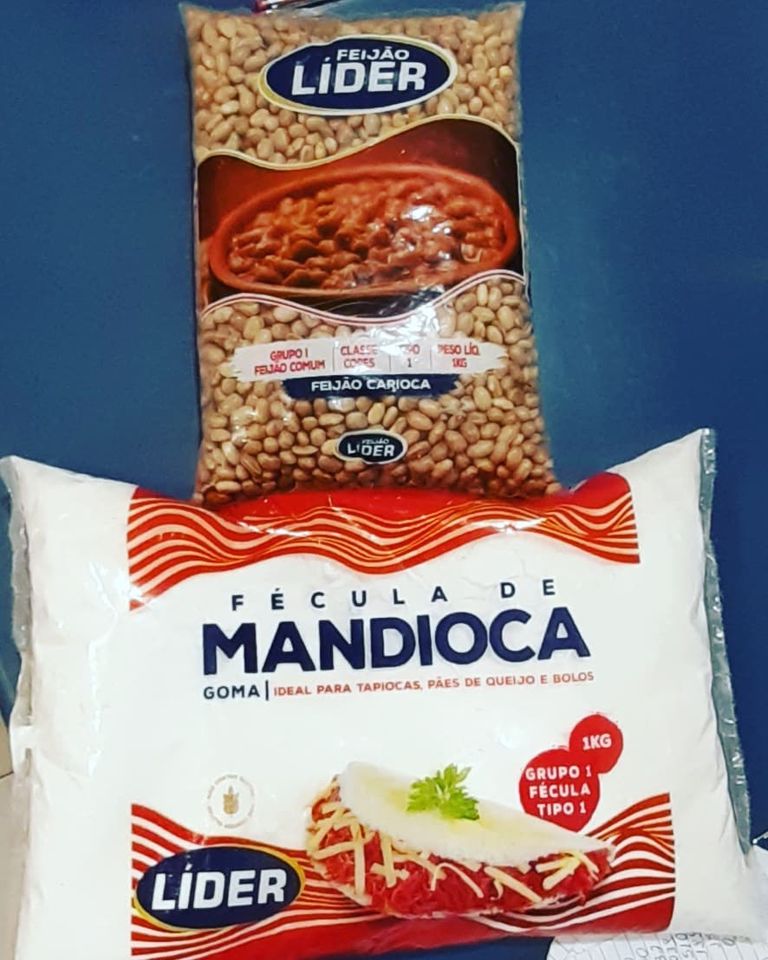 FEIJÃO
LÍDER
GRUPO I
FEIJÃO COMUM
CLASSE
CORES
1
PESO LÍQ.
1KG
FEIJÃO CARIOCA
FEIJÃO
LÍDER
FÉCULA DE
MANDIOCA
GOMA | IDEAL PARA TAPIOCAS, PÃES DE QUEIJO E BOLOS
1KG
GRUPO 1
FÉCULA
TIPO 1
LÍDER